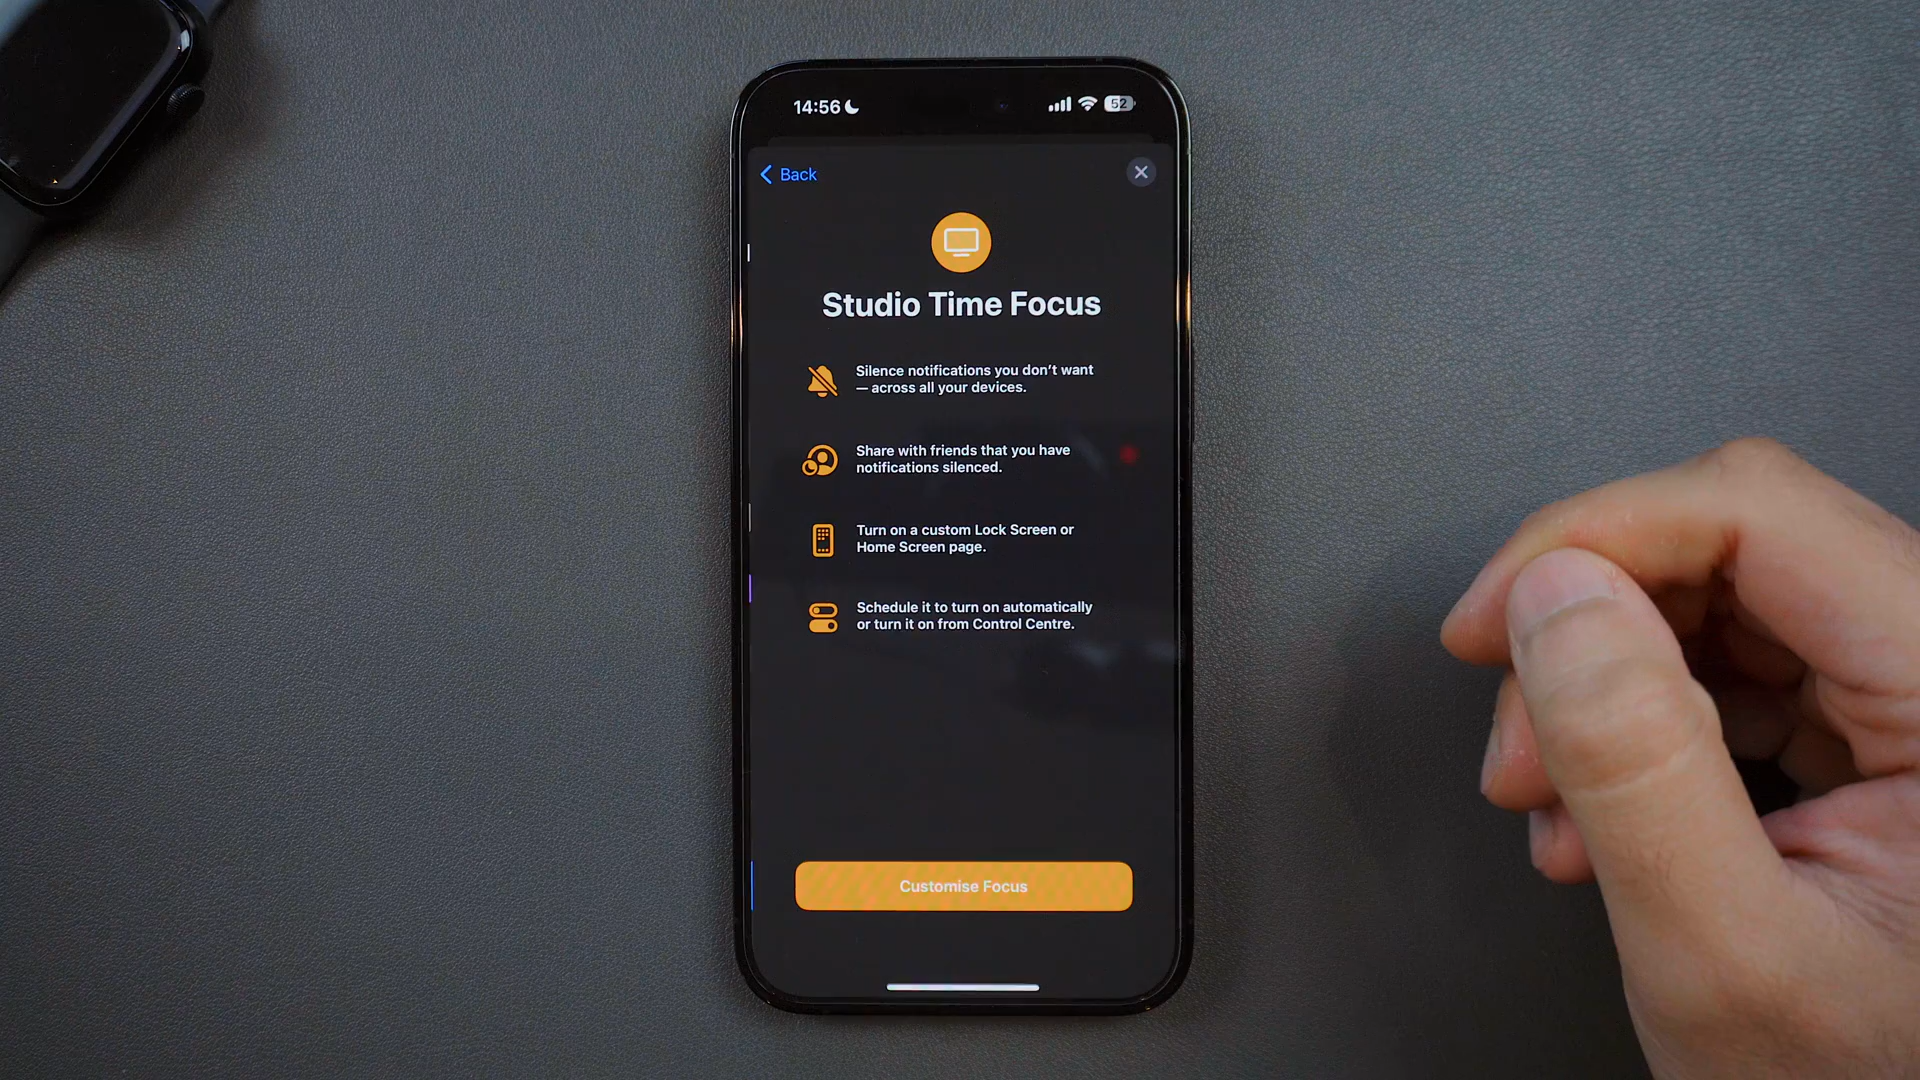 14:56
52
Back
Studio Time Focus
Silence notifications you don't want
— across all your devices.
Share with friends that you have
notifications silenced.
Turn on a custom Lock Screen or
Home Screen page.
Schedule it to turn on automatically
or turn it on from Control Centre.
Customise Focus